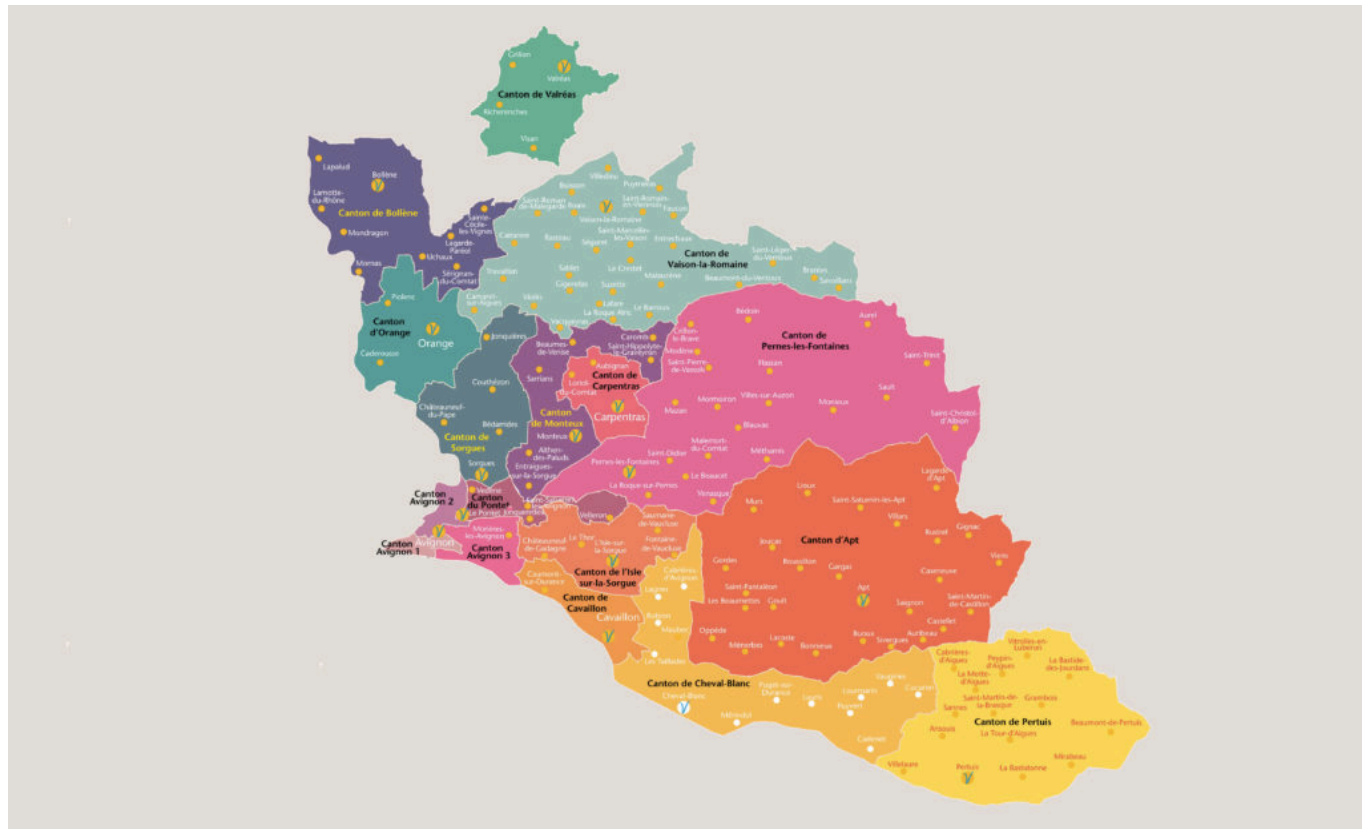 Grillon
Valréas
Canton de Valréas
Richerenches
Visan
Lapalud
Bollène
Lamotte-
du-Rhône
Canton de Bollène
Mondragon
Sainte-
Cécile-
les-Vignes
Lagarde-
Paréol
Uchaux
Mornas
Sérignan-
du-Comtat
Villedieu
Puyméras
Buisson
Saint-Roman
de-Malegarde
Roaix
Saint-Romain-
en-Viennois
Vaison-la-Romaine
Faucon
Cairanne
Rasteau
Séguret
Saint-Marcellin-
lès-Vaison
Entrechaux
Saint-Léger-
du-Ventoux
Canton de
Vaison-la-Romaine
Brantes
Savoillans
Beaumont-du-Ventoux
Travaillan
Sablet
Le Crestet
Malaucène
Gigondas
Suzette
Camaret-
sur-Aigues
Violès
Lafare
La Roque Alric
Le Barroux
Vacqueyras
Piolenc
Canton
d'Orange
Orange
Caderousse
Jonquières
Courthézon
Châteauneuf-
du-Pape
Bédarrides
Canton de
Sorgues
Sorgues
Beaumes-
de-Venise
Caromb
Saint-Hippolyte-
le-Graveyron
Sarrians
Aubignan
Loriol-
du-Comtat
Canton de
Carpentras
Carpentras
Canton
de Monteux
Monteux
Althen-
des-Paluds
Entraigues-
sur-la-Sorgue
Bédoin
Aurel
Crillon-
le-Brave
Canton de
Pernes-les-Fontaines
Modène
Saint-Pierre-
de-Vassols
Flassan
Saint-Trinit
Sault
Mazan
Mormoiron
Villes-sur-Auzon
Monieux
Saint-Christol-
d'Albion
Blauvac
Malemort-
du-Comtat
Méthamis
Saint-Didier
Pernes-les-Fontaines
Le Beaucet
La Roque-sur-Pernes
Venasque
Canton
Avignon 2
Vedène
Canton
du Pontet
Le Pontet
Jonquerettes
Avignon
Canton
Avignon 1
Morières-
lès-Avignon
Canton
Avignon 3
Velleron
Saumane-
de-Vaucluse
Châteauneuf-
de-Gadagne
Le Thor
L'Isle-sur-
la-Sorgue
Fontaine-
de-Vaucluse
Canton de l'Isle
sur-la-Sorgue
Caumont-
sur-Durance
Canton de
Cavaillon
Cavaillon
Cabrières-
d'Avignon
Lagnes
Robion
Maubec
Les Taillades
Lagarde-
d'Apt
Lioux
Murs
Saint-Saturnin-lès-Apt
Villars
Rustrel
Gignac
Canton d'Apt
Joucas
Gordes
Roussillon
Gargas
Viens
Caseneuve
Apt
Saint-Pantaléon
Les Beaumettes
Goult
Saignon
Saint-Martin-
de-Castillon
Castellet
Oppède
Ménerbes
Lacoste
Bonnieux
Buoux
Sivergues
Auribeau
Canton de Cheval-Blanc
Cheval-Blanc
Mérindol
Puget-sur-
Durance
Lauris
Lourmarin
Puyvert
Vaugines
Cucuron
Cadenet
Vitrolles-en-
Luberon
Cabrières-
d'Aigues
Peypin-
d'Aigues
La Bastide-
des-Jourdans
La Motte-
d'Aigues
Saint-Martin-de-
la-Brasque
Grambois
Sannes
Canton de Pertuis
Beaumont-de-Pertuis
Ansouis
La Tour-d'Aigues
Mirabeau
Villelaure
Pertuis
La Bastidonne